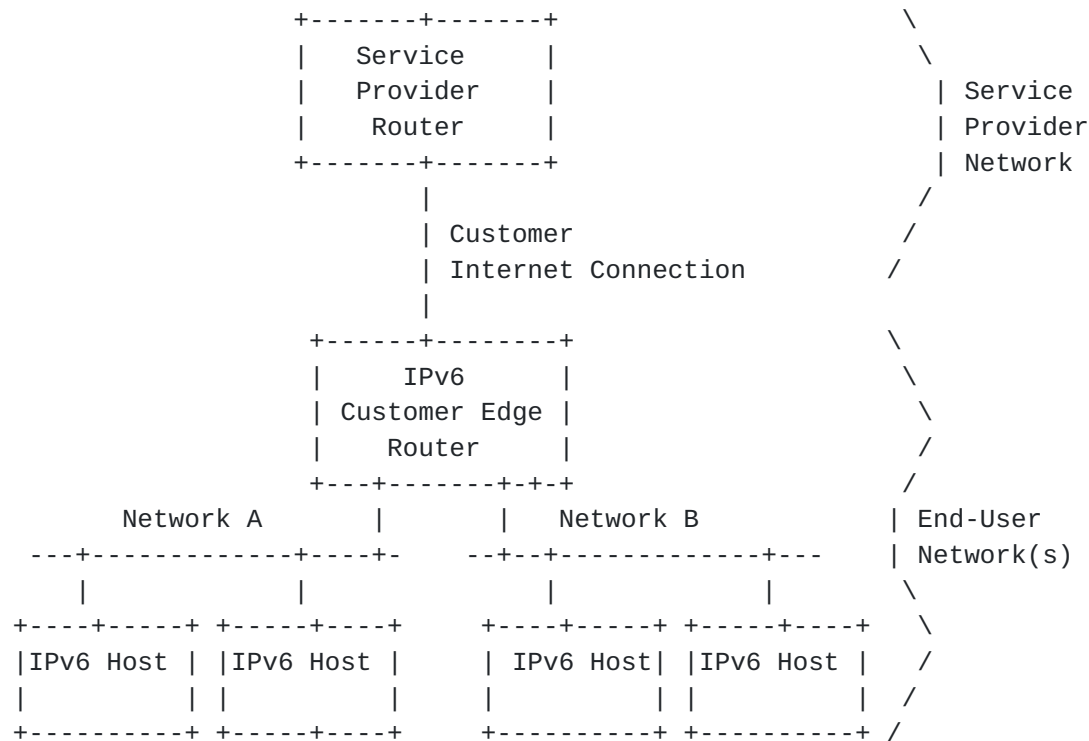 Service
Provider
Router
Service
Provider
Network
Customer
Internet Connection
IPv6
Customer Edge
Router
Network A
Network B
End-User
Network(s)
IPv6 Host
IPv6 Host
IPv6 Host
IPv6 Host